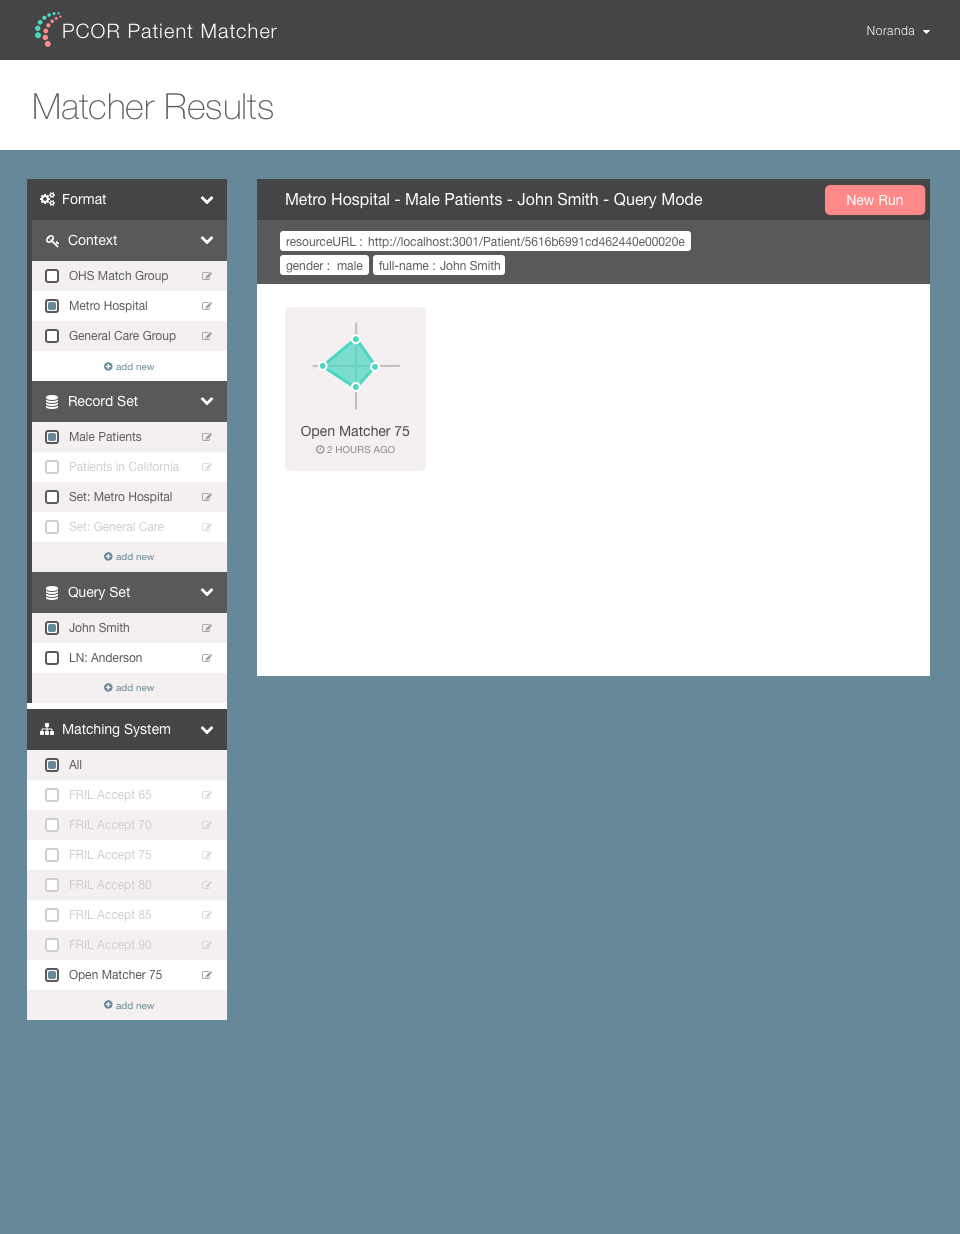 PCOR Patient Matcher
Noranda
Matcher Results
Format
Context
OHS Match Group
Metro Hospital
General Care Group
add new
Record Set
Male Patients
Patients in California
Set: Metro Hospital
Set: General Care
add new
Query Set
John Smith
LN: Anderson
add new
Matching System
All
FRIL Accept 65
FRIL Accept 70
FRIL Accept 75
FRIL Accept 80
FRIL Accept 85
FRIL Accept 90
Open Matcher 75
add new
Metro Hospital - Male Patients - John Smith - Query Mode
New Run
resourceURL : http://localhost:3001/Patient/5616b6991cd462440e00020e
gender : male full-name : John Smith
Open Matcher 75
2 HOURS AGO